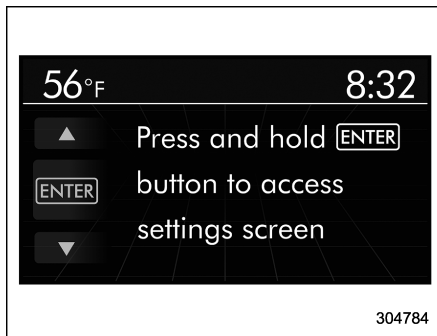 56°F 8:32
Press and hold ENTER
ENTER
button to access
settings screen
304784